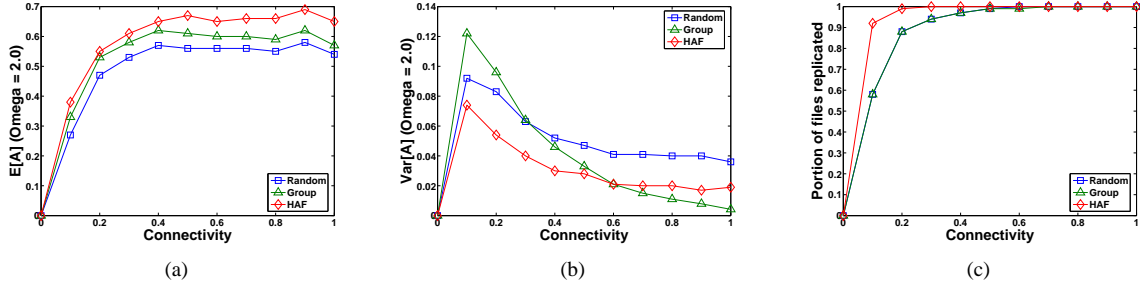 E[A] (Omega = 2.0)
0.7
0.6
0.5
0.4
0.3
0.2
0.1
0
0 0.2 0.4 0.6 0.8 1
Connectivity
Random
Group
HAF
(a)
Var[A] (Omega = 2.0)
0.14
0.12
0.1
0.08
0.06
0.04
0.02
0
0 0.2 0.4 0.6 0.8 1
Connectivity
Random
Group
HAF
(b)
Portion of files replicated
1
0.9
0.8
0.7
0.6
0.5
0.4
0.3
0.2
0.1
0
0 0.2 0.4 0.6 0.8 1
Connectivity
Random
Group
HAF
(c)